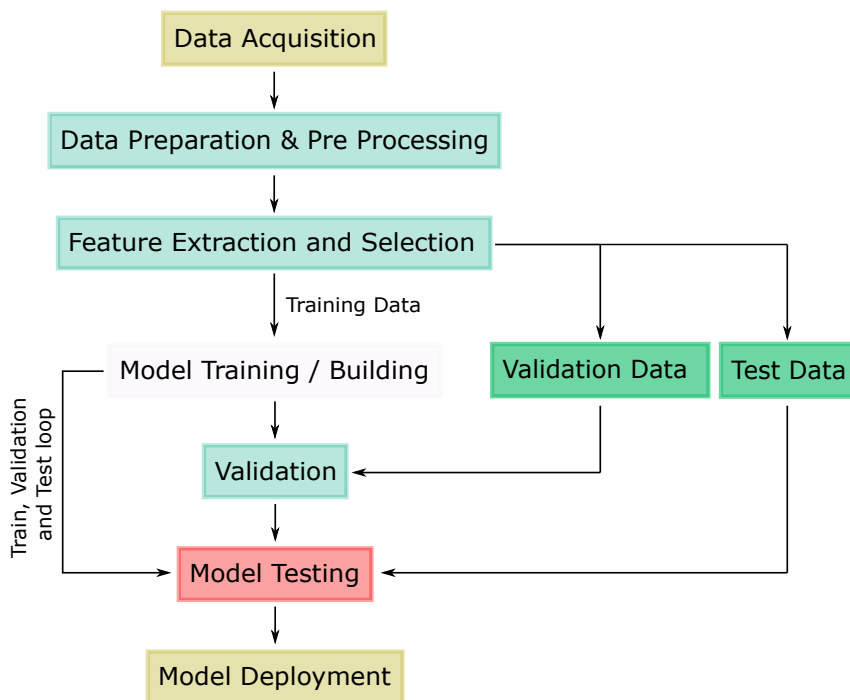 Data Acquisition
Data Preparation & Pre Processing
Feature Extraction and Selection
Training Data
Model Training / Building
Validation Data
Test Data
Train, Validation
and Test loop
Validation
Model Testing
Model Deployment